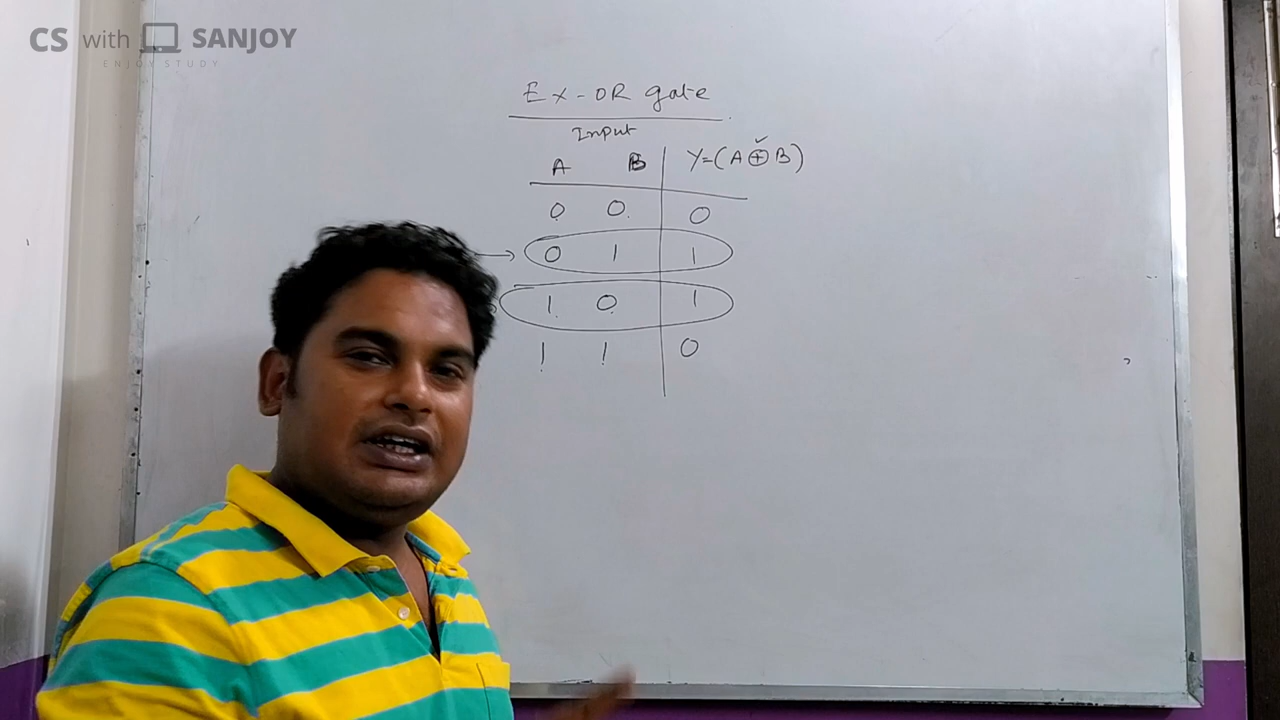 CS with SANJOY
ENJOY STUDY
Ex-OR gate
Input
A B Y=(A⊕B)
0 0 0
0 1 1
1 0 1
1 1 0